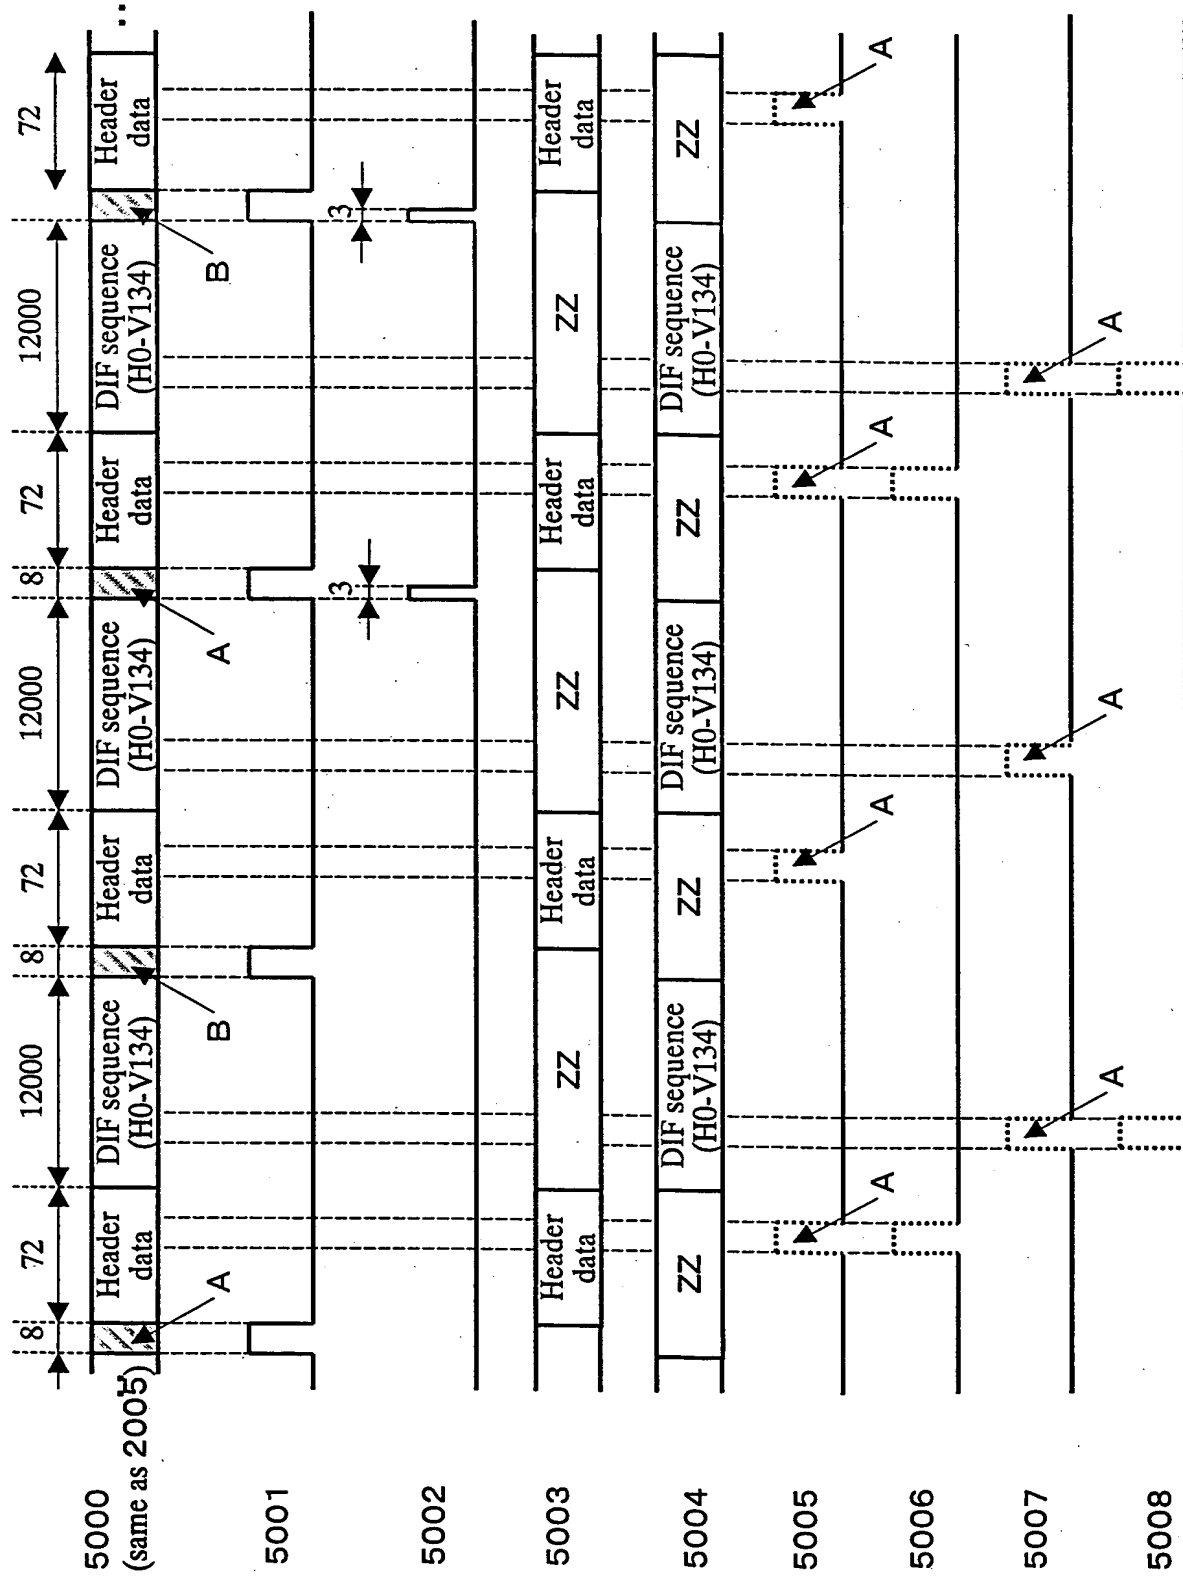 8 72 12000 8 72 12000 8 72 12000 72
5000 Header DIF sequence Header DIF sequence Header DIF sequence Header ...
(same as 2005) data (H0-V134) data (H0-V134) data (H0-V134) data
A B A B
5001
5002 3 3
5003 Header ZZ Header ZZ Header ZZ Header
data data data data
5004 ZZ DIF sequence ZZ DIF sequence ZZ DIF sequence ZZ
(H0-V134) (H0-V134) (H0-V134)
5005
A A A A
5006
5007
A A A
5008